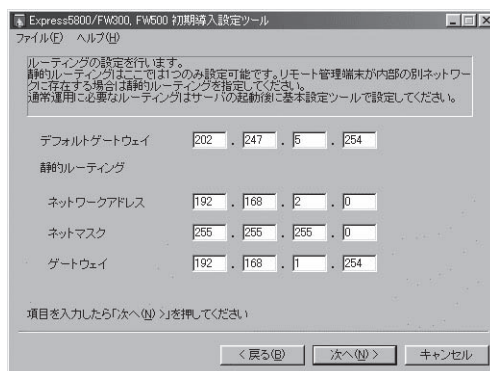 Express5800/FW300, FW500 初期導入設定ツール
ファイル(F) ヘルプ(H)
ルーティングの設定を行います。
静的ルーティングはここでは1つのみ設定可能です。リモート管理端末が内部の別ネットワー
クに存在する場合は静的ルーティングを指定してください。
通常運用に必要なルーティングはサーバの起動後に基本設定ツールで設定してください。
デフォルトゲートウェイ 202 . 247 . 5 . 254
静的ルーティング
ネットワークアドレス 192 . 168 . 2 . 0
ネットマスク 255 . 255 . 255 . 0
ゲートウェイ 192 . 168 . 1 . 254
項目を入力したら「次へ(N) >」を押してください
< 戻る(B) 次へ(N) > キャンセル